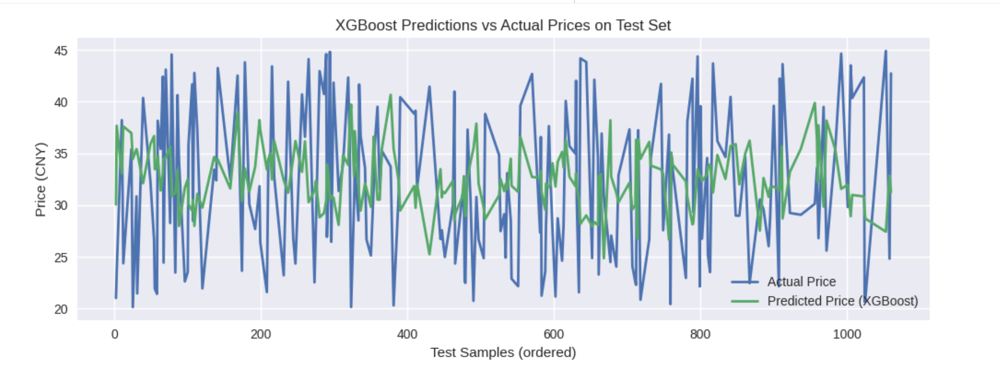 XGBoost Predictions vs Actual Prices on Test Set
45
40
35
30
25
20
Price (CNY)
Actual Price
Predicted Price (XGBoost)
0 200 400 600 800 1000
Test Samples (ordered)